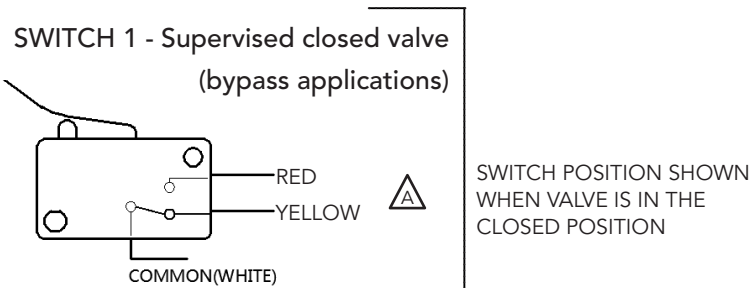 SWITCH 1 - Supervised closed valve
(bypass applications)
RED
YELLOW
A
COMMON(WHITE)
SWITCH POSITION SHOWN
WHEN VALVE IS IN THE
CLOSED POSITION